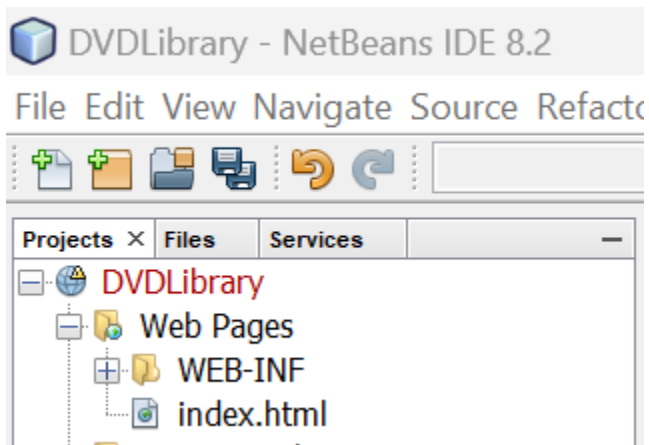 DVDLibrary - NetBeans IDE 8.2
File Edit View Navigate Source
Projects Files Services
DVDLibrary
Web Pages
WEB-INF
index.html